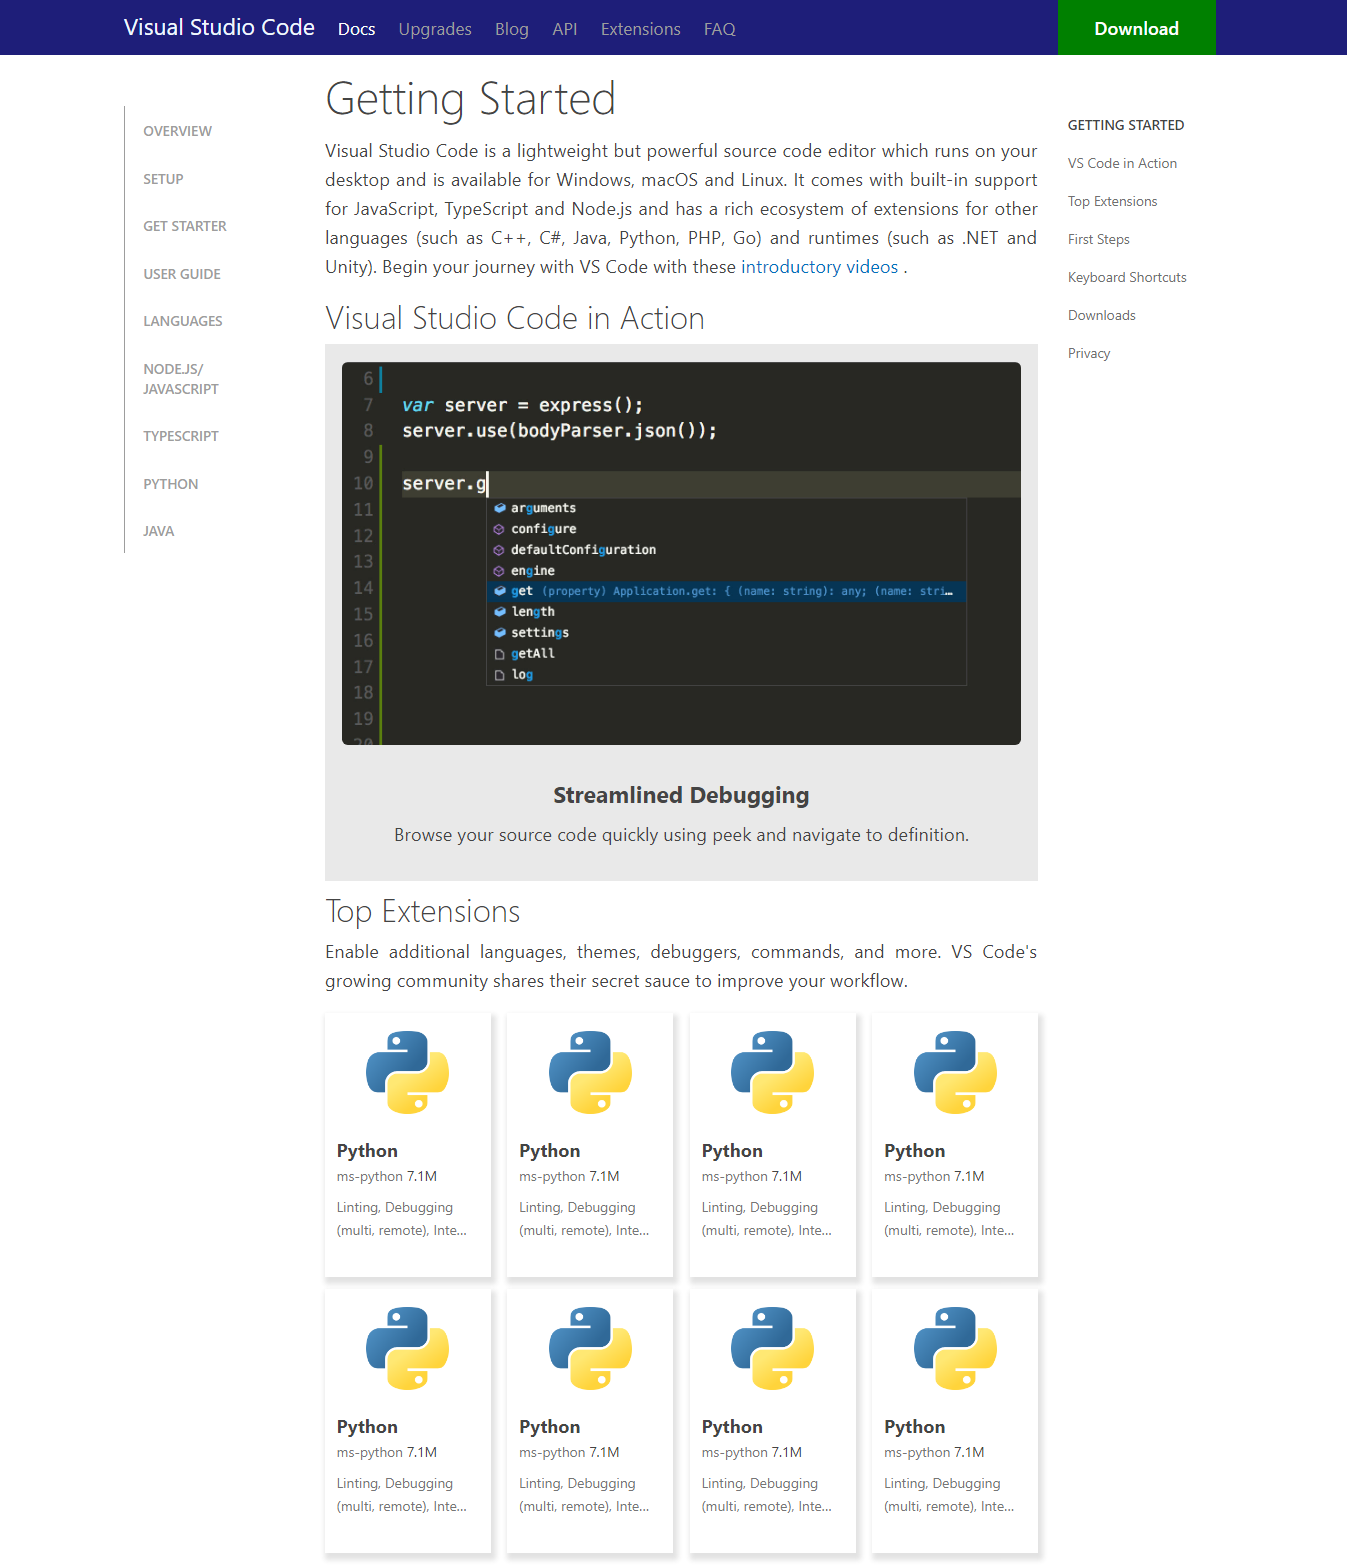 Visual Studio Code Docs Upgrades Blog API Extensions FAQ Download
OVERVIEW
SETUP
GET STARTER
USER GUIDE
LANGUAGES
NODE.JS/
JAVASCRIPT
TYPESCRIPT
PYTHON
JAVA
Getting Started
Visual Studio Code is a lightweight but powerful source code editor which runs on your
desktop and is available for Windows, macOS and Linux. It comes with built-in support
for JavaScript, TypeScript and Node.js and has a rich ecosystem of extensions for other
languages (such as C++, C#, Java, Python, PHP, Go) and runtimes (such as .NET and
Unity). Begin your journey with VS Code with these introductory videos .
Visual Studio Code in Action
6
7 var server = express();
8 server.use(bodyParser.json());
9
10 server.g
11 arguments
12 configure
defaultConfiguration
13 engine
14 get (property) Application.get: { (name: string): any; (name: stri…
15 length
16 settings
17 getAll
18 log
19
20
Streamlined Debugging
Browse your source code quickly using peek and navigate to definition.
Top Extensions
Enable additional languages, themes, debuggers, commands, and more. VS Code's
growing community shares their secret sauce to improve your workflow.
Python
ms-python 7.1M
Linting, Debugging
(multi, remote), Inte...
Python
ms-python 7.1M
Linting, Debugging
(multi, remote), Inte...
Python
ms-python 7.1M
Linting, Debugging
(multi, remote), Inte...
Python
ms-python 7.1M
Linting, Debugging
(multi, remote), Inte...
Python
ms-python 7.1M
Linting, Debugging
(multi, remote), Inte...
Python
ms-python 7.1M
Linting, Debugging
(multi, remote), Inte...
Python
ms-python 7.1M
Linting, Debugging
(multi, remote), Inte...
Python
ms-python 7.1M
Linting, Debugging
(multi, remote), Inte...
GETTING STARTED
VS Code in Action
Top Extensions
First Steps
Keyboard Shortcuts
Downloads
Privacy